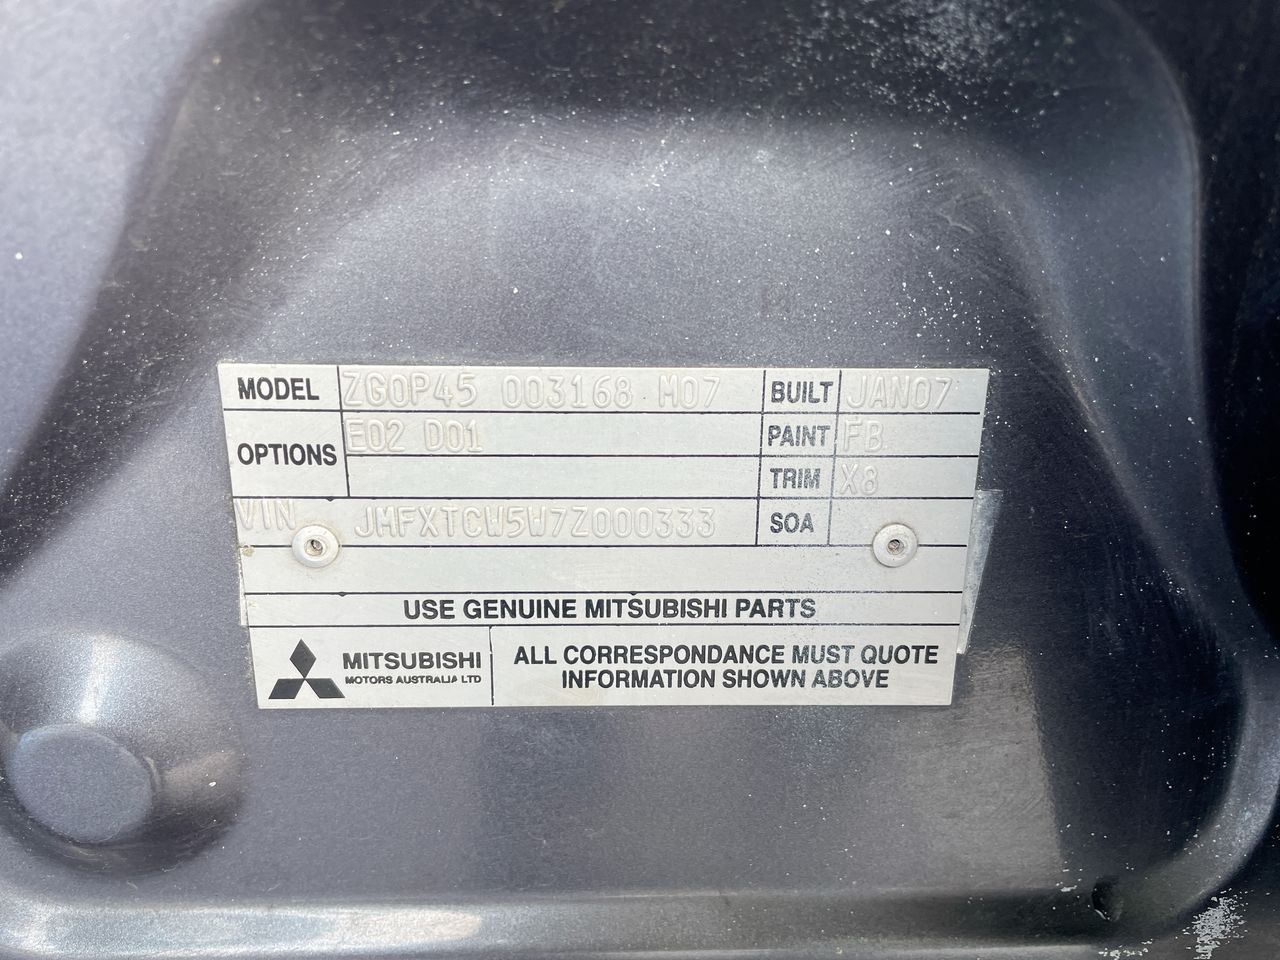 MODEL ZG0P45 003168 M07 BUILT JAN07
OPTIONS E02 D01 PAINT FB
TRIM X8
VIN JMFXTCW5W7Z000333 SOA
USE GENUINE MITSUBISHI PARTS
MITSUBISHI
MOTORS AUSTRALIA LTD
ALL CORRESPONDANCE MUST QUOTE
INFORMATION SHOWN ABOVE